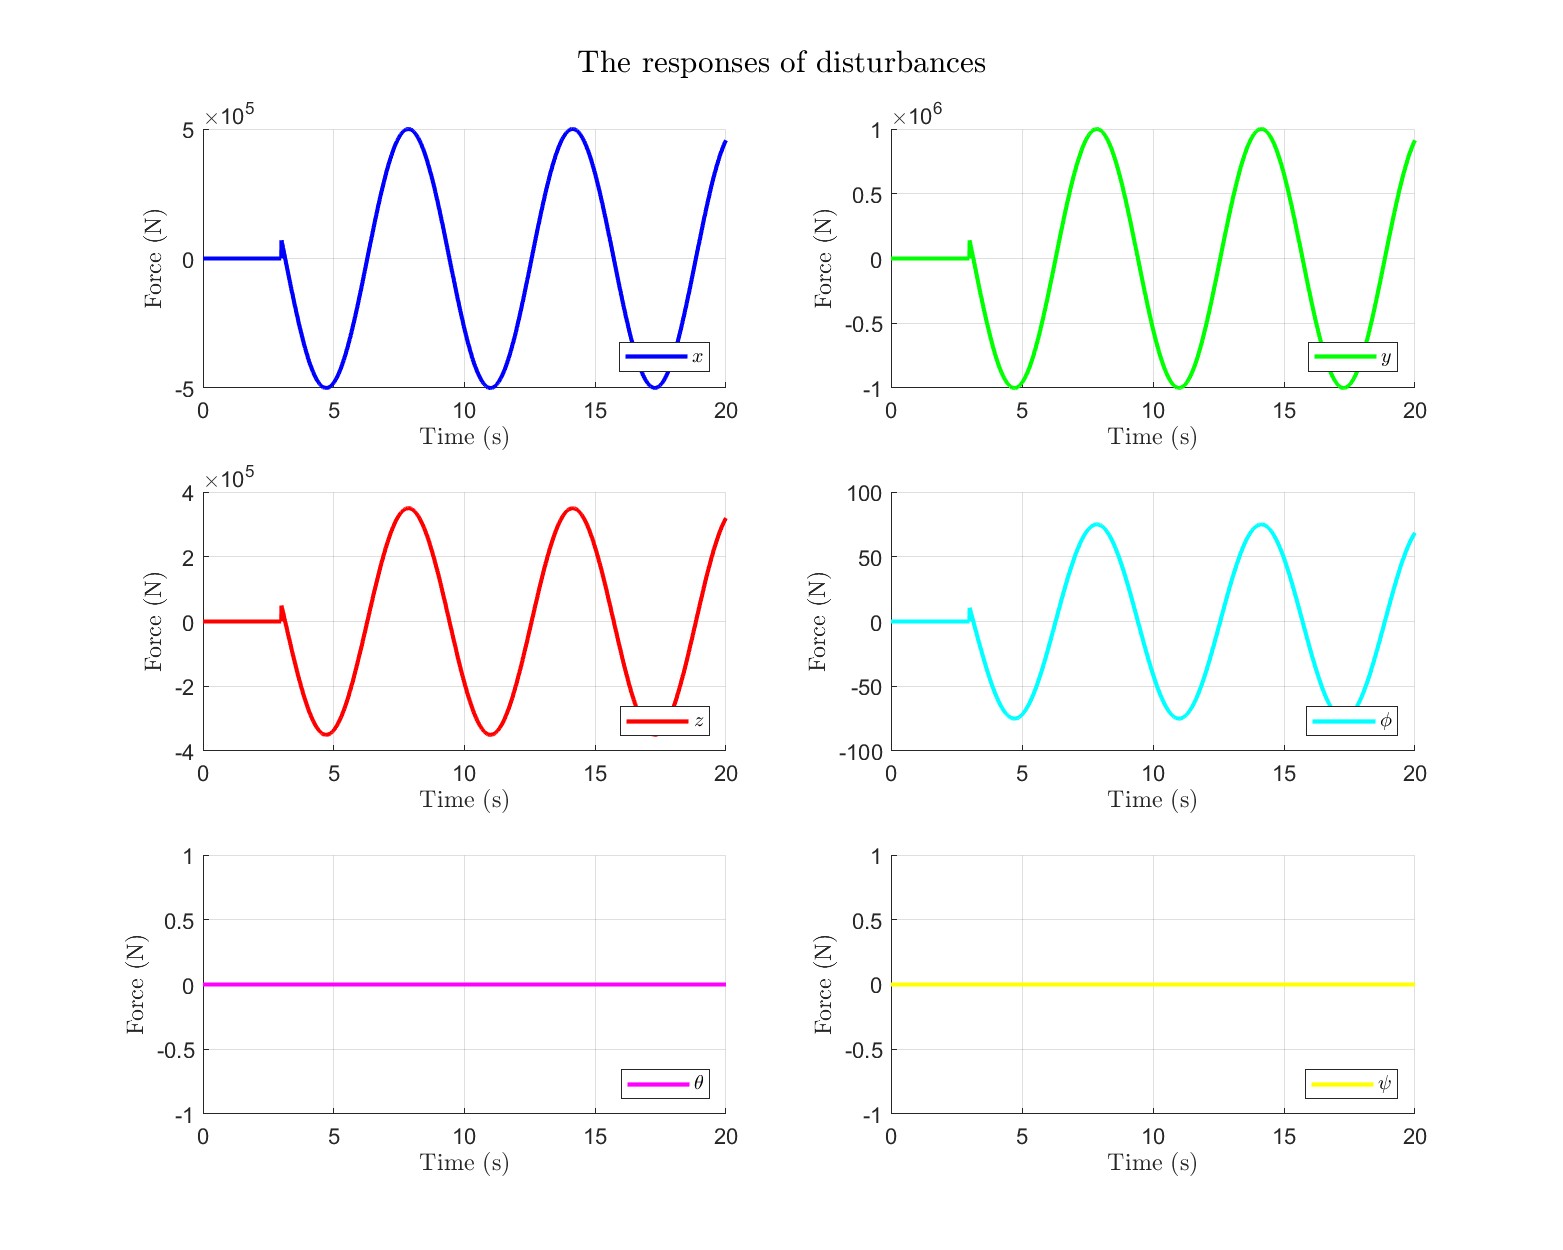 The responses of disturbances
×10^5
5
0
-5
Force (N)
x
0 5 10 15 20
Time (s)
×10^6
1
0.5
0
-0.5
-1
Force (N)
y
0 5 10 15 20
Time (s)
×10^5
4
2
0
-2
-4
Force (N)
z
0 5 10 15 20
Time (s)
100
50
0
-50
-100
Force (N)
ϕ
0 5 10 15 20
Time (s)
1
0.5
0
-0.5
-1
Force (N)
θ
0 5 10 15 20
Time (s)
1
0.5
0
-0.5
-1
Force (N)
ψ
0 5 10 15 20
Time (s)